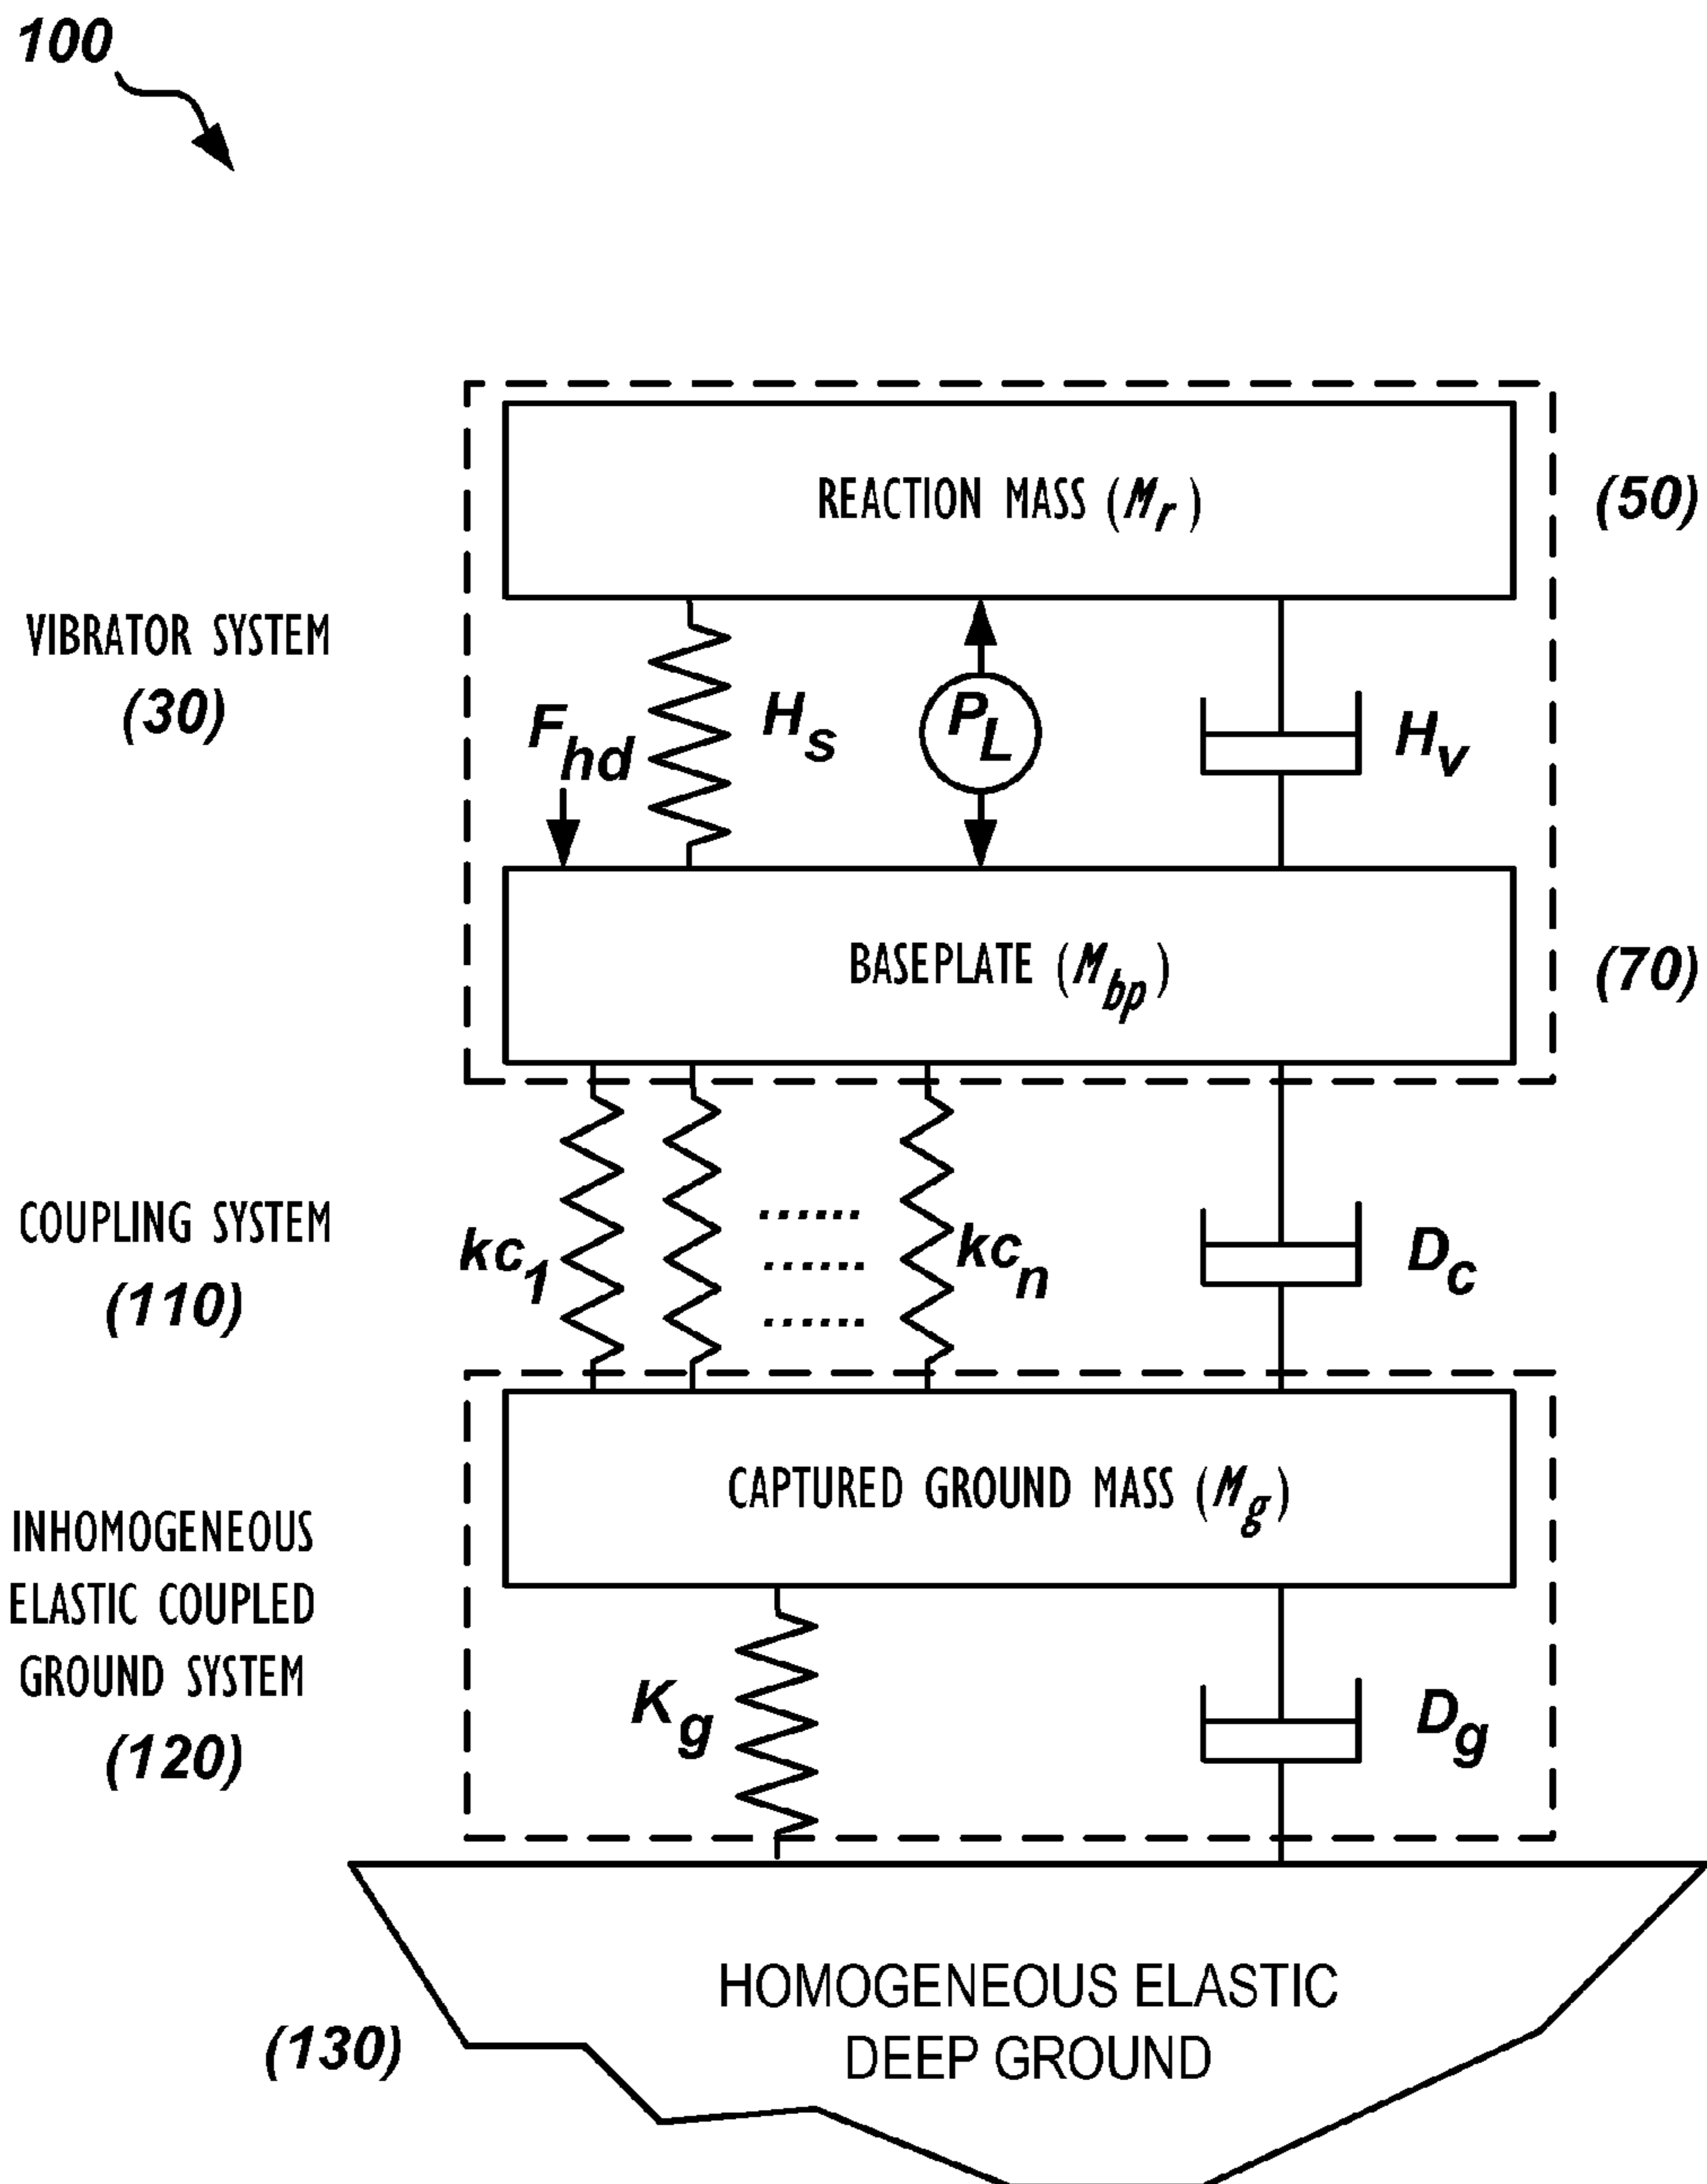 100
REACTION MASS (Mr)
(50)
VIBRATOR SYSTEM
(30)
Fhd
Hs
PL
Hv
BASEPLATE (Mbp)
(70)
COUPLING SYSTEM
(110)
kc1
......
......
......
kcn
Dc
CAPTURED GROUND MASS (Mg)
INHOMOGENEOUS
ELASTIC COUPLED
GROUND SYSTEM
(120)
Kg
Dg
HOMOGENEOUS ELASTIC
DEEP GROUND
(130)